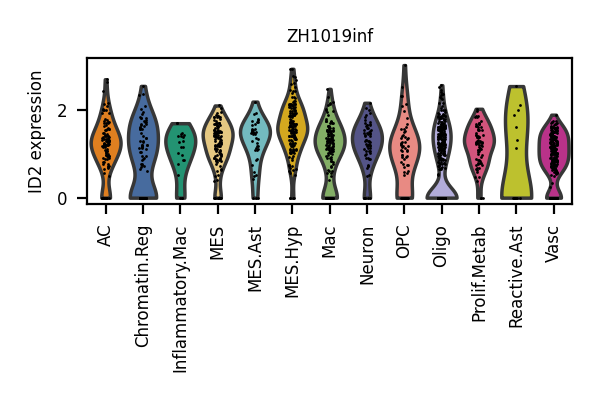 ZH1019inf
ID2 expression
2
0
AC
Chromatin.Reg
Inflammatory.Mac
MES
MES.Ast
MES.Hyp
Mac
Neuron
OPC
Oligo
Prolif.Metab
Reactive.Ast
Vasc